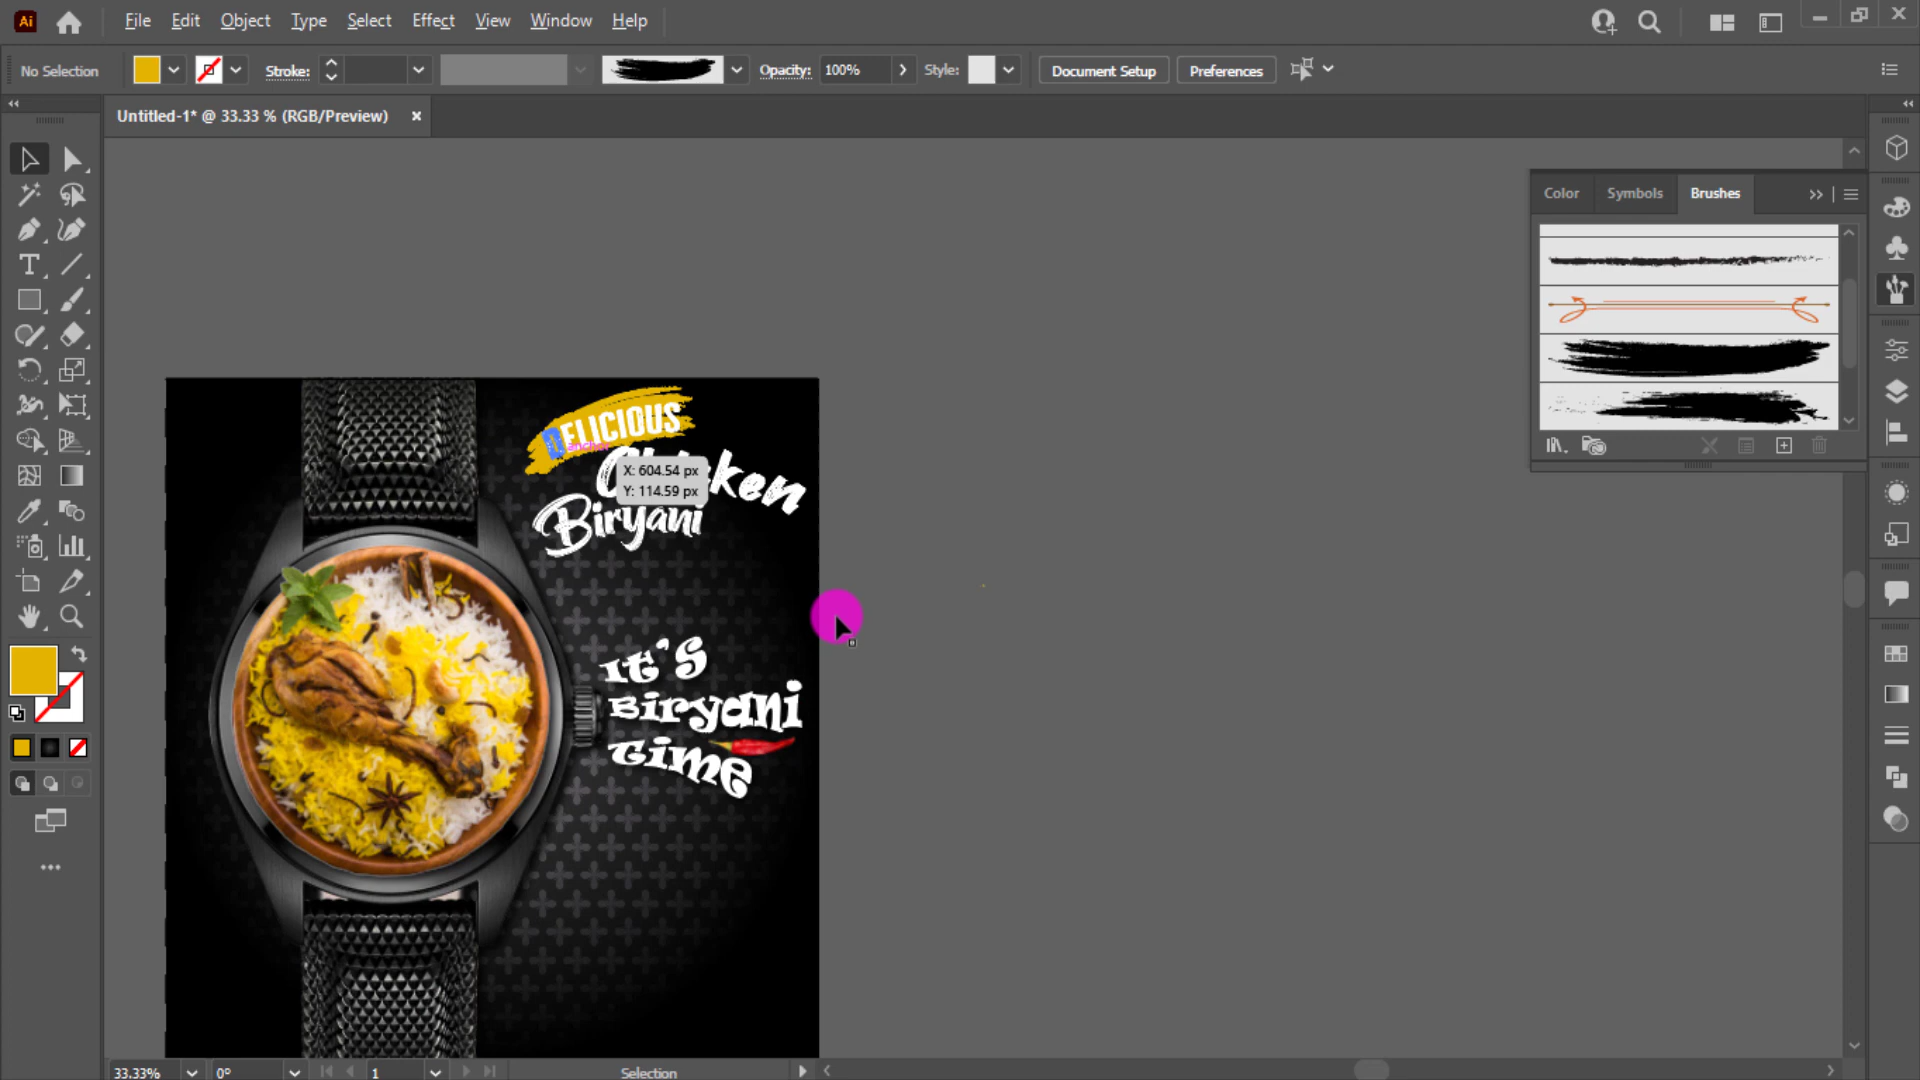 Ai File Edit Object Type Select Effect View Window Help
No Selection Stroke: Opacity: 100% Style: Document Setup Preferences
Untitled-1* @ 33.33 % (RGB/Preview) ×
Color Symbols Brushes
DELICIOUS
anchor
Chicken
X: 604.54 px
Y: 114.59 px
Biryani
It's
Biryani
Time
33.33% 0° 1 Selection